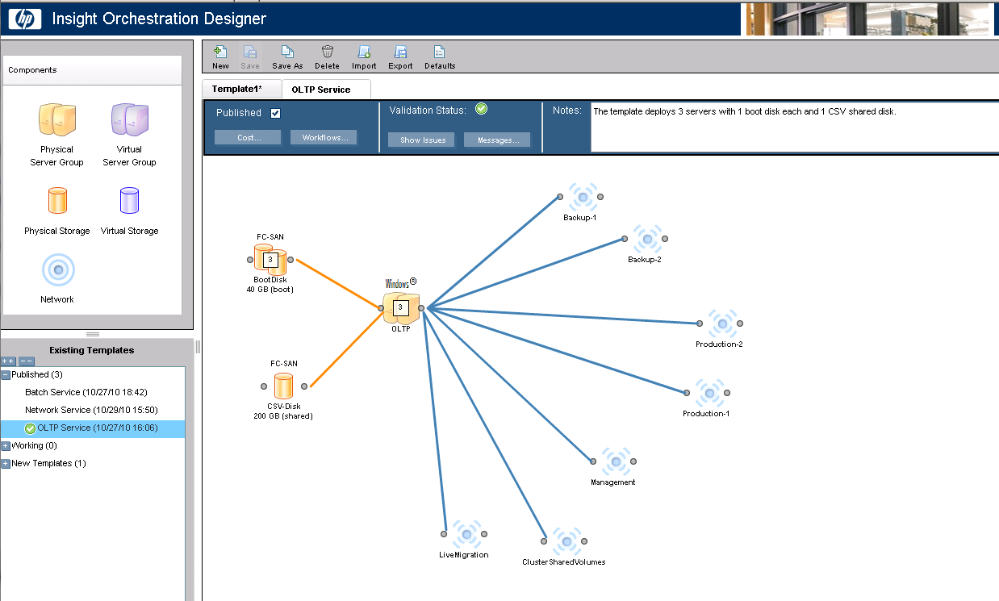 hp Insight Orchestration Designer
Components
Physical
Server Group
Virtual
Server Group
Physical Storage
Virtual Storage
Network
Existing Templates
++ --
Published (3)
Batch Service (10/27/10 18:42)
Network Service (10/29/10 15:50)
OLTP Service (10/27/10 16:06)
Working (0)
New Templates (1)
New Save Save As Delete Import Export Defaults
Template1* OLTP Service
Published
Cost... Workflows...
Validation Status:
Show Issues Messages...
Notes:
The template deploys 3 servers with 1 boot disk each and 1 CSV shared disk.
Backup-1
Backup-2
FC-SAN
3
BootDisk
40 GB (boot)
Windows®
3
OLTP
Production-2
FC-SAN
CSV-Disk
200 GB (shared)
Production-1
Management
LiveMigration
ClusterSharedVolumes